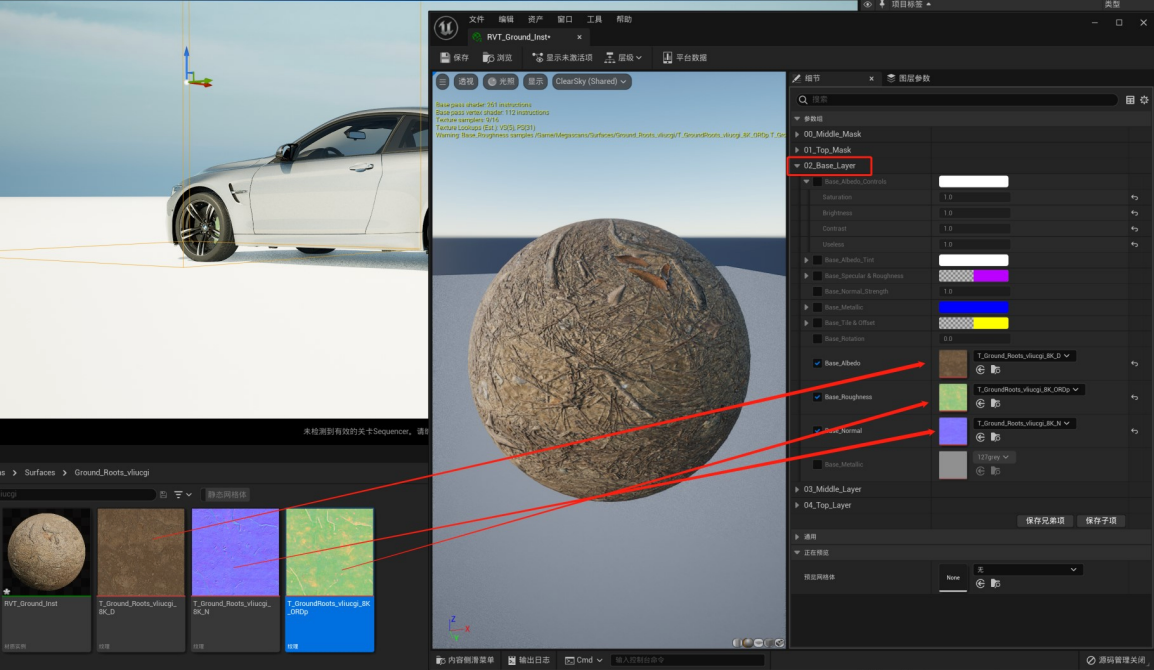 项目标签
类型
文件 编辑 资产 窗口 工具 帮助
RVT_Ground_Inst•
保存 浏览 显示未激活项 层级 平台数据
透视 光照 显示 ClearSky (Shared)
Base pass shader: 361 instructions
Base pass vertex shader: 112 instructions
Texture samplers: 9/16
Texture Lookups (Est.): VS(5), PS(31)
Warning: Base_Roughness samples /Game/Megascans/Surfaces/Ground_Roots_vliucgi/T_GroundRoots_vliucgi_8K_ORDp
细节
图层参数
搜索
参数组
00_Middle_Mask
01_Top_Mask
02_Base_Layer
Base_Albedo_Controls
Saturation 1.0
Brightness 1.0
Contrast 1.0
Useless 1.0
Base_Albedo_Tint
Base_Specular & Roughness
Base_Normal_Strength 1.0
Base_Metallic
Base_Tile & Offset
Base_Rotation 0.0
Base_Albedo T_Ground_Roots_vliucgi_8K_D
Base_Roughness T_GroundRoots_vliucgi_8K_ORDp
Base_Normal T_Ground_Roots_vliucgi_8K_N
Base_Metallic 127grey
03_Middle_Layer
04_Top_Layer
保存兄弟项 保存子项
通用
正在预览
预览网格体 None 无
未检测到有效的关卡Sequencer。请
Surfaces
Ground_Roots_vliucgi
静态网格体
RVT_Ground_Inst
材质实例
T_Ground_Roots_vliucgi_
8K_D
纹理
T_Ground_Roots_vliucgi_
8K_N
纹理
T_GroundRoots_vliucgi_8K
_ORDp
纹理
Z
X
Y
内容侧滑菜单 输出日志 Cmd 输入控制台命令
源码管理关闭